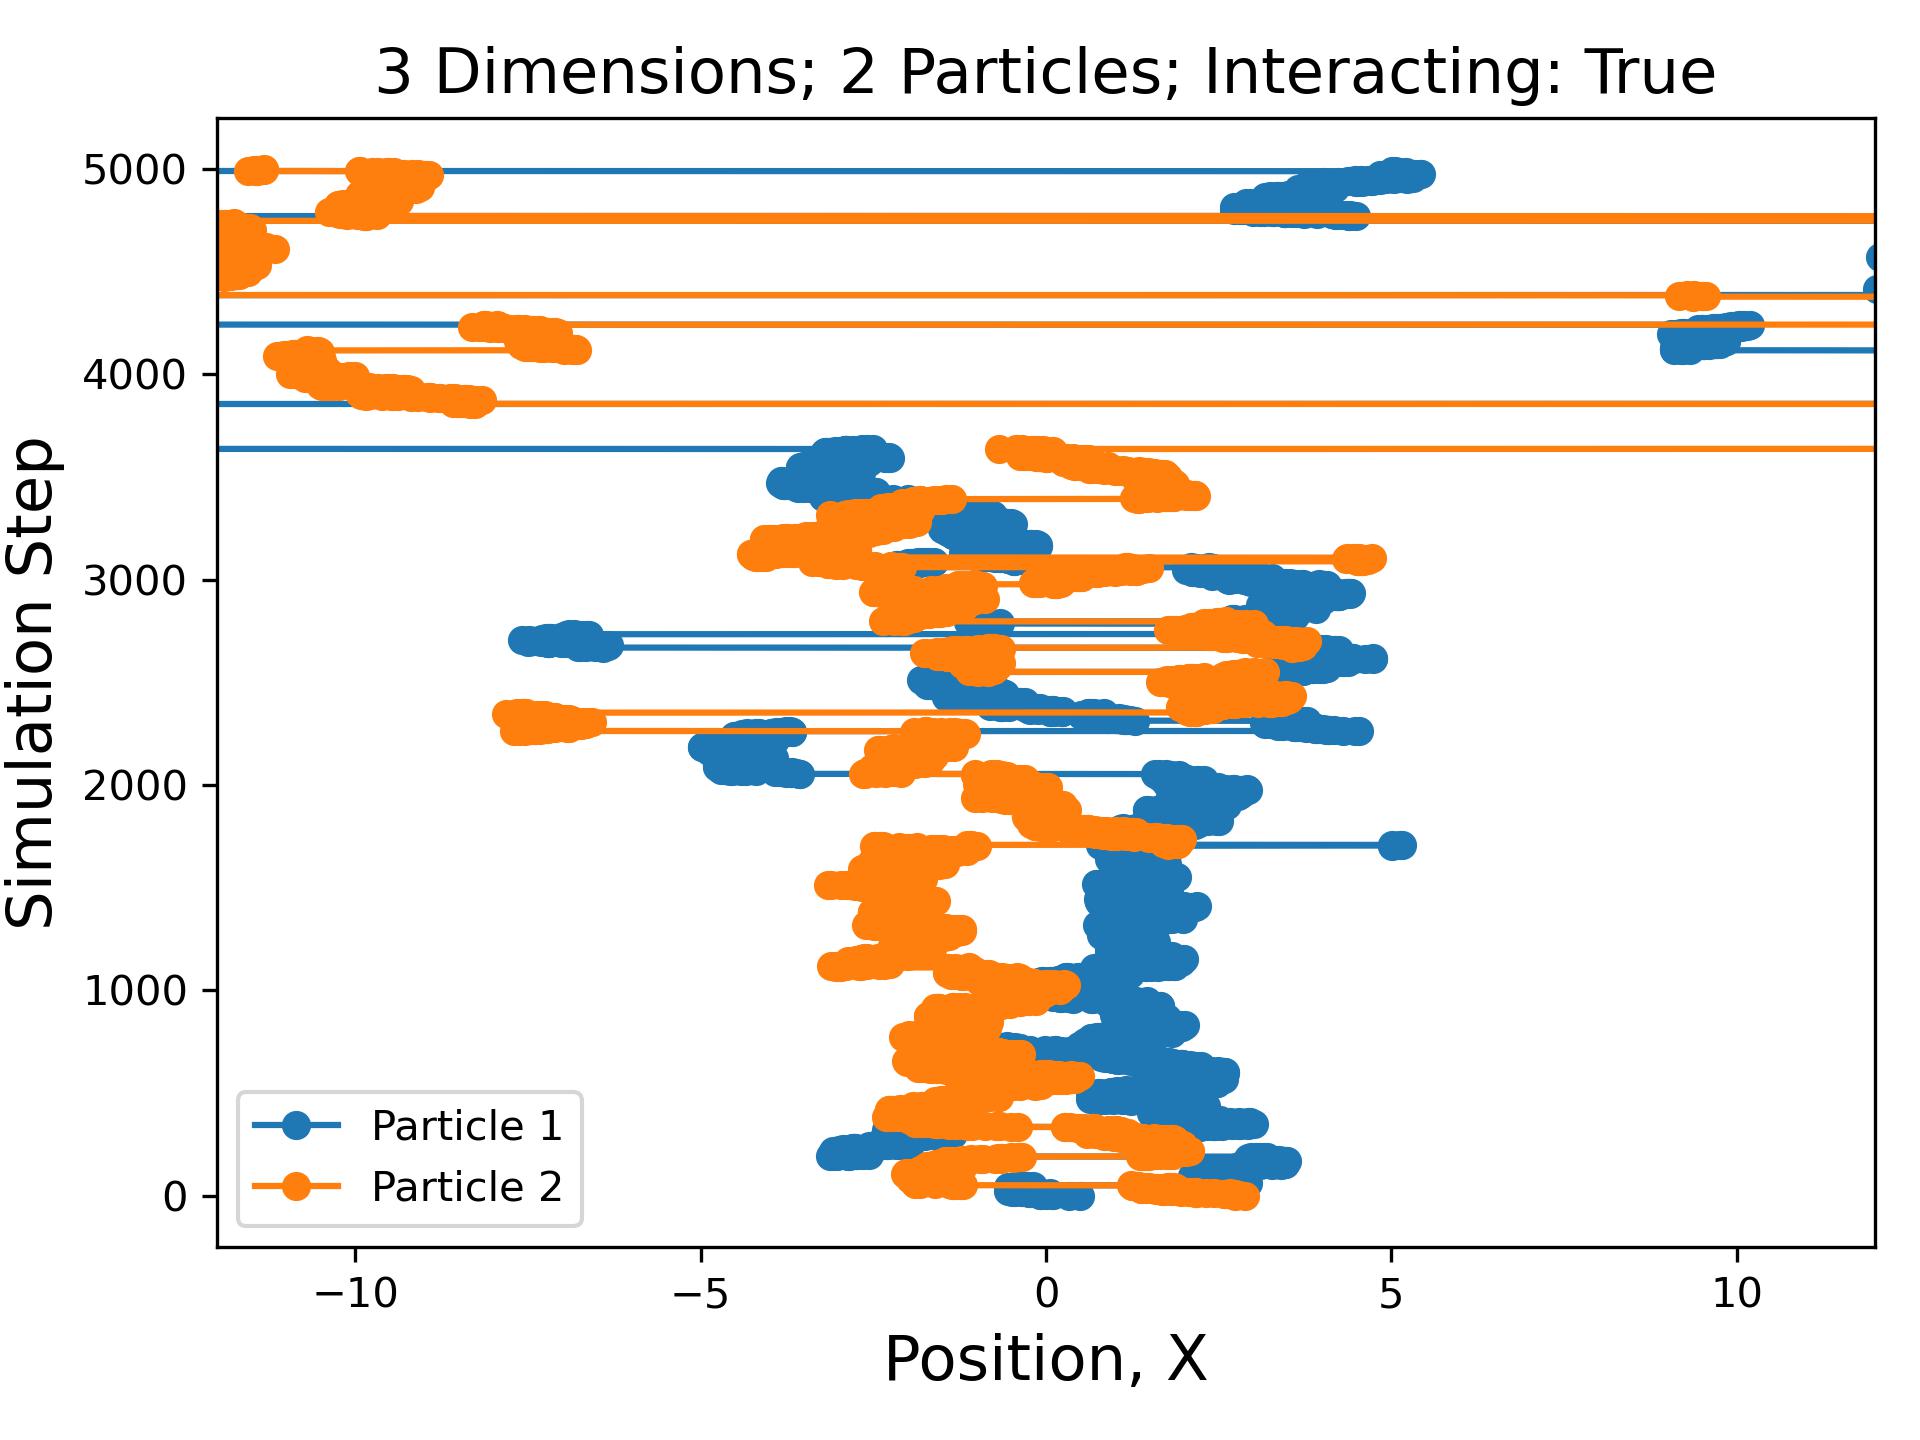 3 Dimensions; 2 Particles; Interacting: True
Simulation Step
5000
4000
3000
2000
1000
0
Particle 1
Particle 2
−10
−5
0
5
10
Position, X